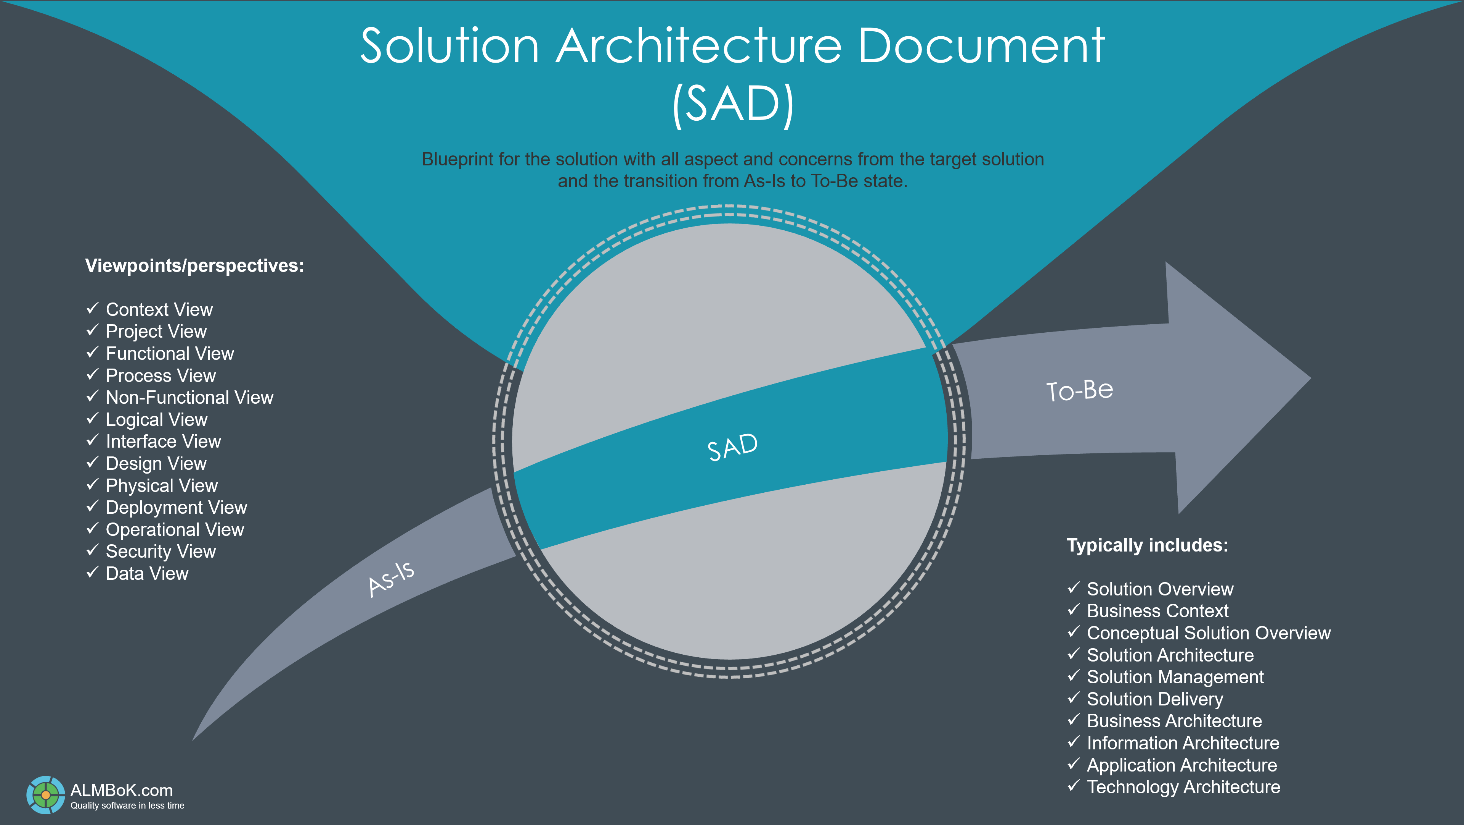 Solution Architecture Document
(SAD)
Blueprint for the solution with all aspect and concerns from the target solution
and the transition from As-Is to To-Be state.
Viewpoints/perspectives:
✓ Context View
✓ Project View
✓ Functional View
✓ Process View
✓ Non-Functional View
✓ Logical View
✓ Interface View
✓ Design View
✓ Physical View
✓ Deployment View
✓ Operational View
✓ Security View
✓ Data View
As-Is
SAD
To-Be
Typically includes:
✓ Solution Overview
✓ Business Context
✓ Conceptual Solution Overview
✓ Solution Architecture
✓ Solution Management
✓ Solution Delivery
✓ Business Architecture
✓ Information Architecture
✓ Application Architecture
✓ Technology Architecture
ALMBoK.com
Quality software in less time